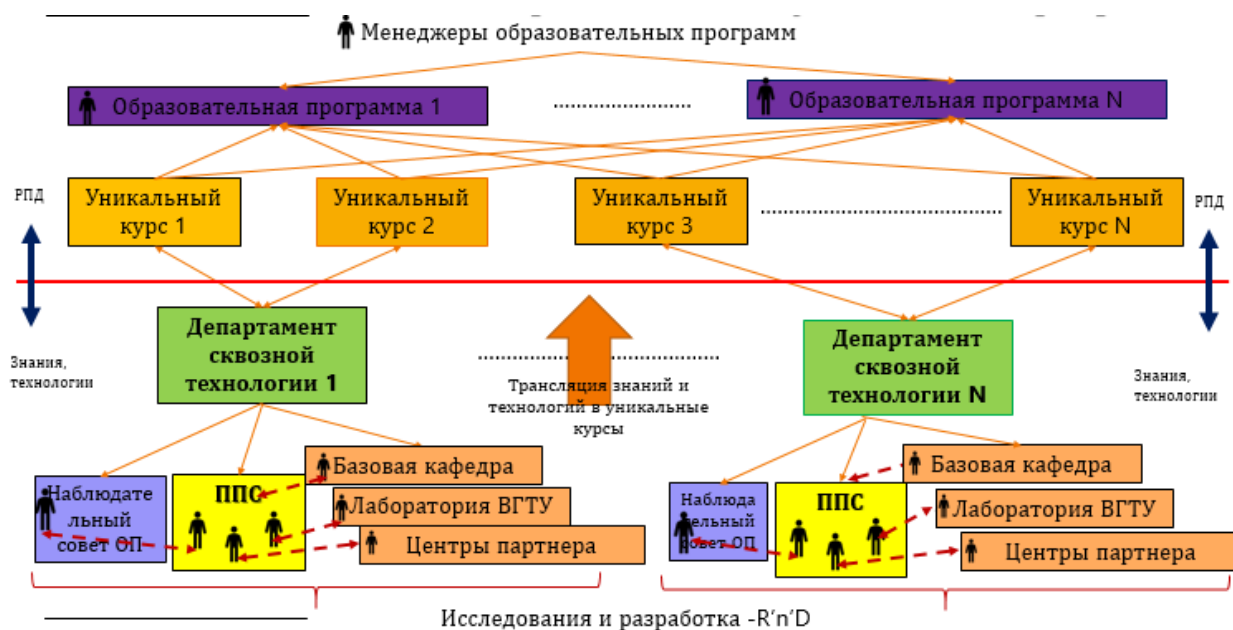 Менеджеры образовательных программ
Образовательная программа 1
Образовательная программа N
РПД
Уникальный
курс 1
Уникальный
курс 2
Уникальный
курс 3
Уникальный
курс N
РПД
Департамент
сквозной
технологии 1
Департамент
сквозной
технологии N
Знания,
технологии
Трансляция знаний и
технологий в уникальные
курсы
Знания,
технологии
Базовая кафедра
Наблюдате
льный
совет ОП
ППС
Лаборатория ВГТУ
Центры партнера
Базовая кафедра
Наблюда
ельный
совет ОП
ППС
Лаборатория ВГТУ
Центры партнера
Исследования и разработка -R’n’D